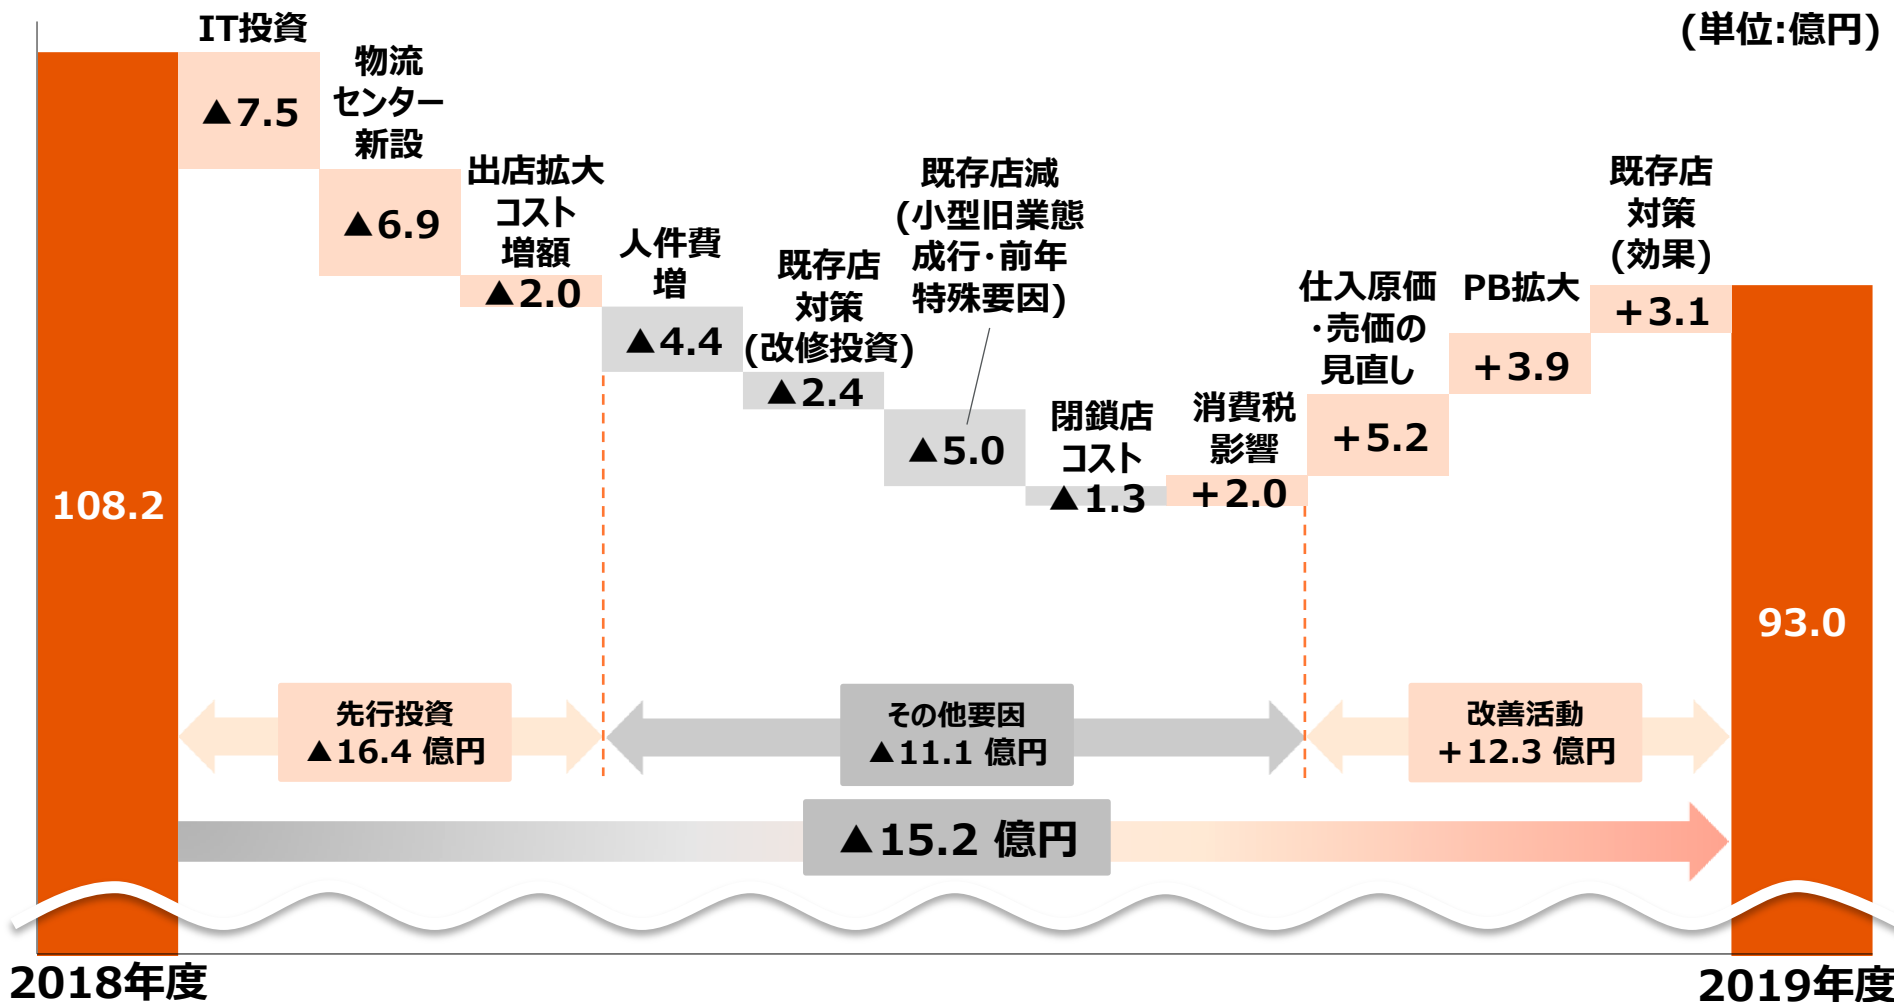 (単位:億円)
IT投資
▲7.5
物流
センター
新設
▲6.9
出店拡大
コスト
増額
▲2.0
人件費
増
▲4.4
既存店
対策
(改修投資)
▲2.4
既存店減
(小型旧業態
成行・前年
特殊要因)
▲5.0
閉鎖店
コスト
▲1.3
消費税
影響
+2.0
仕入原価
・売価の
見直し
+5.2
PB拡大
+3.9
既存店
対策
(効果)
+3.1
108.2
93.0
先行投資
▲16.4 億円
その他要因
▲11.1 億円
改善活動
+12.3 億円
▲15.2 億円
2018年度
2019年度